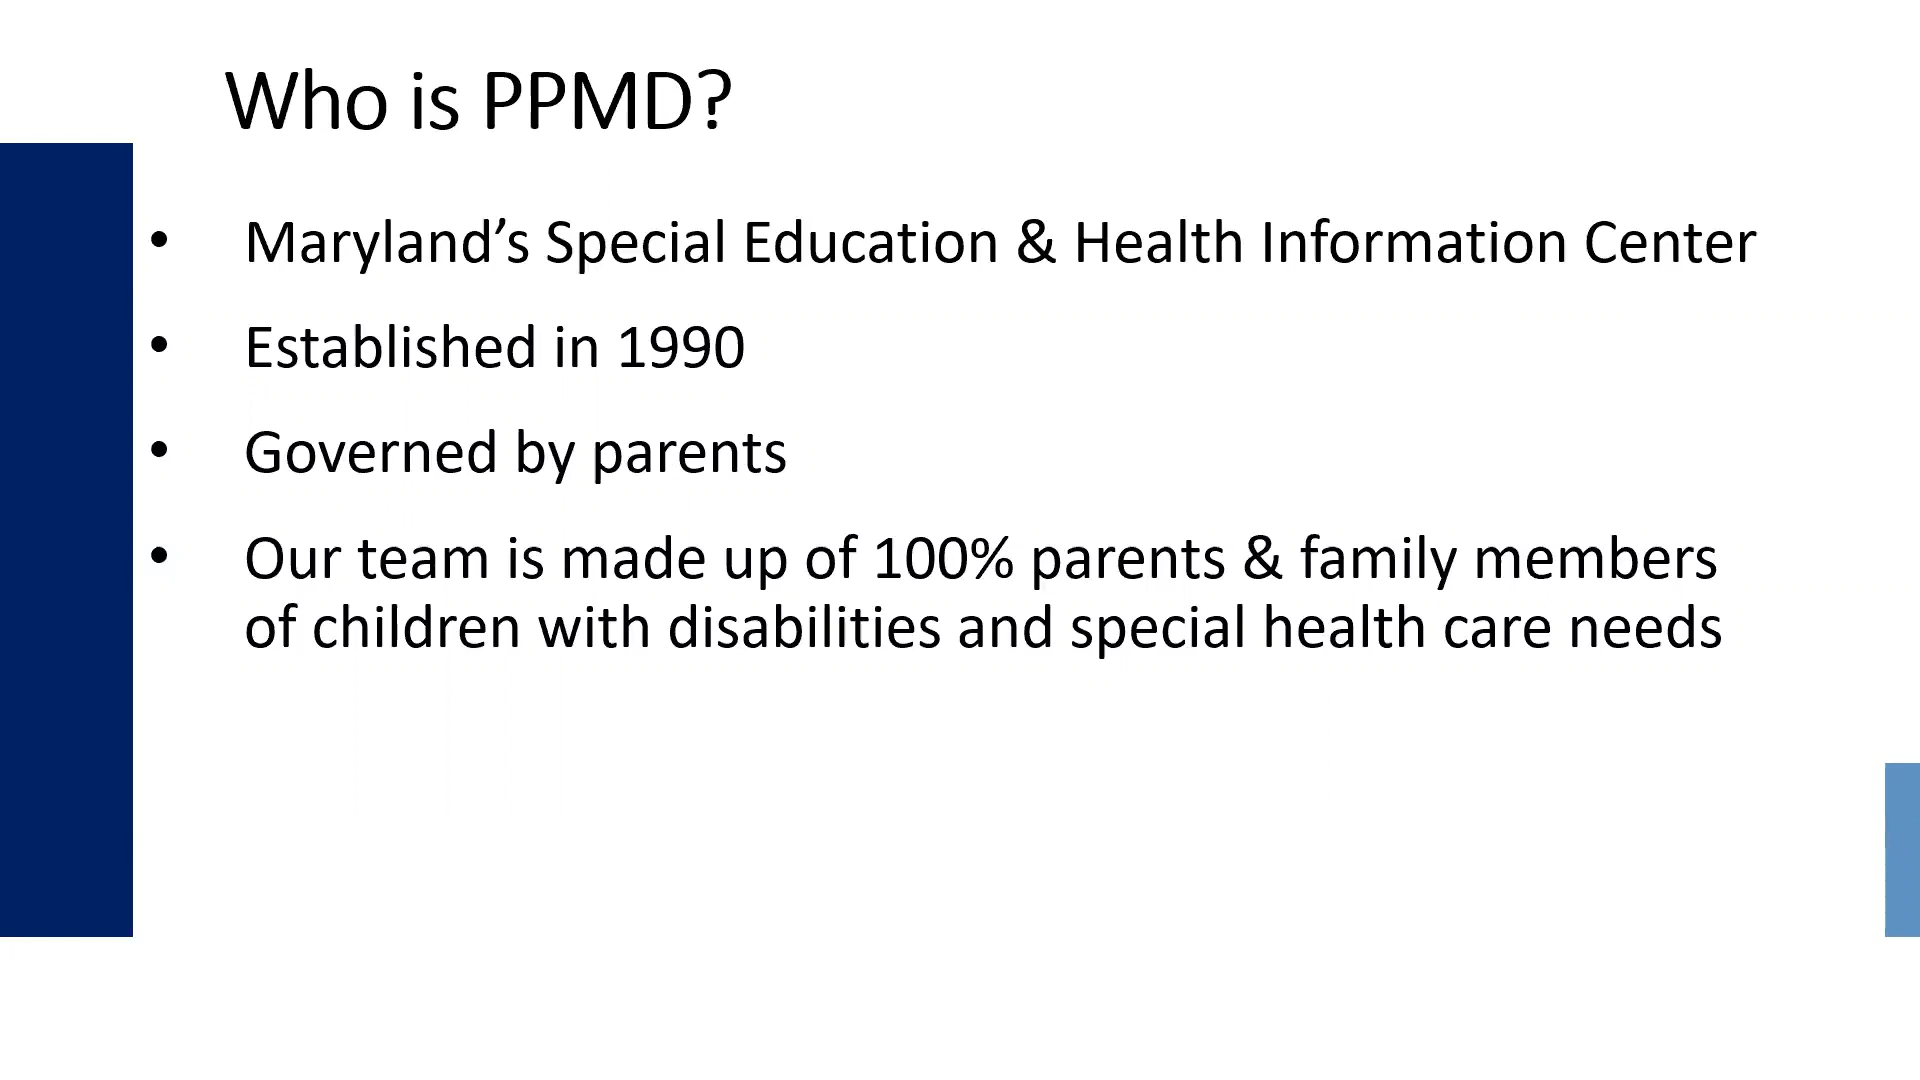 Who is PPMD?
• Maryland’s Special Education & Health Information Center
• Established in 1990
• Governed by parents
• Our team is made up of 100% parents & family members
of children with disabilities and special health care needs